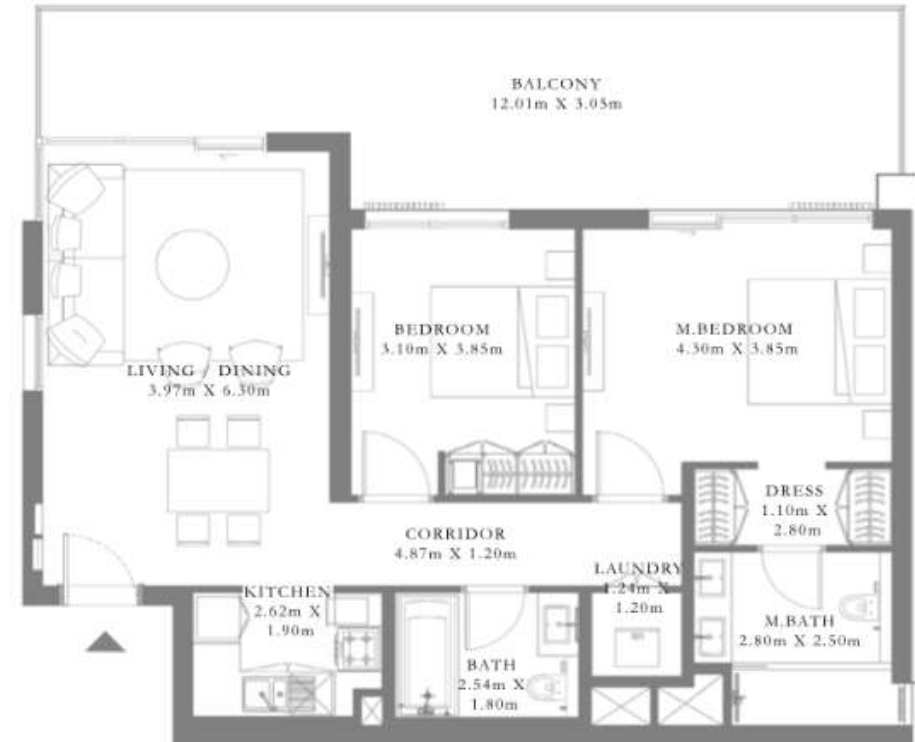 BALCONY
12.01m X 3.05m
BEDROOM
3.10m X 3.85m
M.BEDROOM
4.30m X 3.85m
LIVING / DINING
3.97m X 6.30m
DRESS
1.10m X
2.80m
CORRIDOR
4.87m X 1.20m
LAUNDRY
1.24m X
1.20m
KITCHEN
2.62m X
1.90m
M.BATH
2.80m X 2.50m
BATH
2.54m X
1.80m